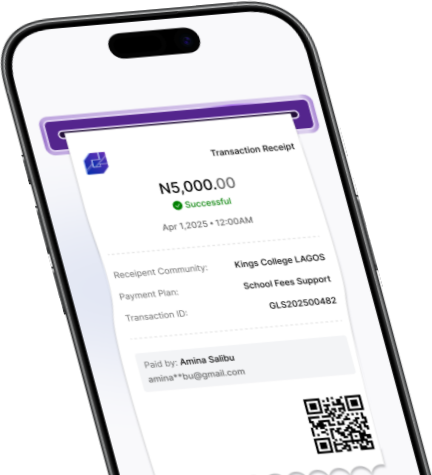 Transaction Receipt
N5,000.00
Successful
Apr 1,2025 • 12:00AM
Receipent Community: Kings College LAGOS
Payment Plan: School Fees Support
Transaction ID: GLS202500482
Paid by: Amina Salibu
amina**bu@gmail.com